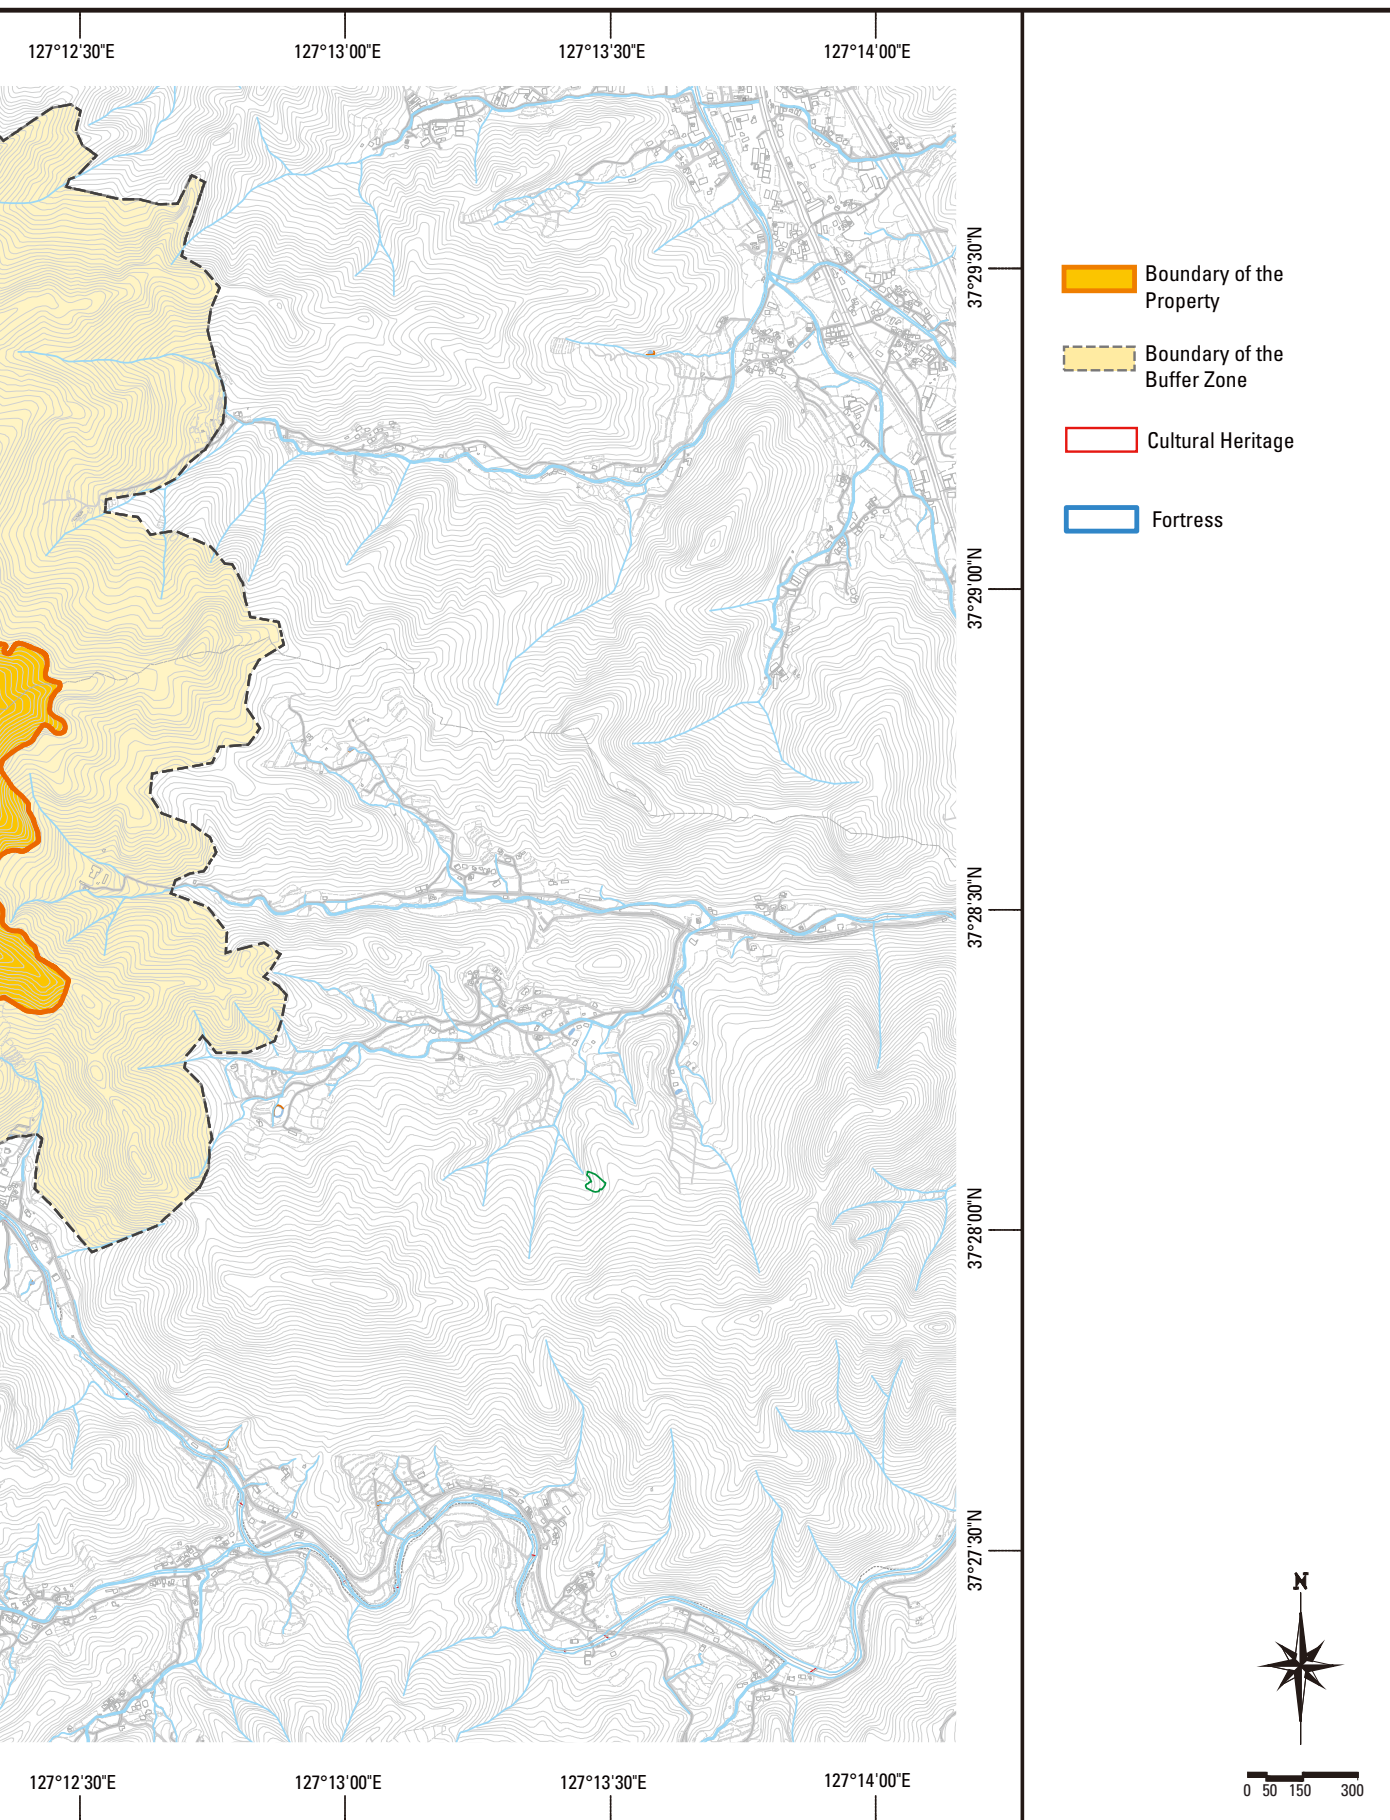 127°12'30"E 127°13'00"E 127°13'30"E 127°14'00"E
37°29'30"N
Boundary of the
Property
Boundary of the
Buffer Zone
Cultural Heritage
Fortress
37°29'00"N
37°28'30"N
37°28'00"N
37°27'30"N
N
127°12'30"E 127°13'00"E 127°13'30"E 127°14'00"E
0 50 150 300